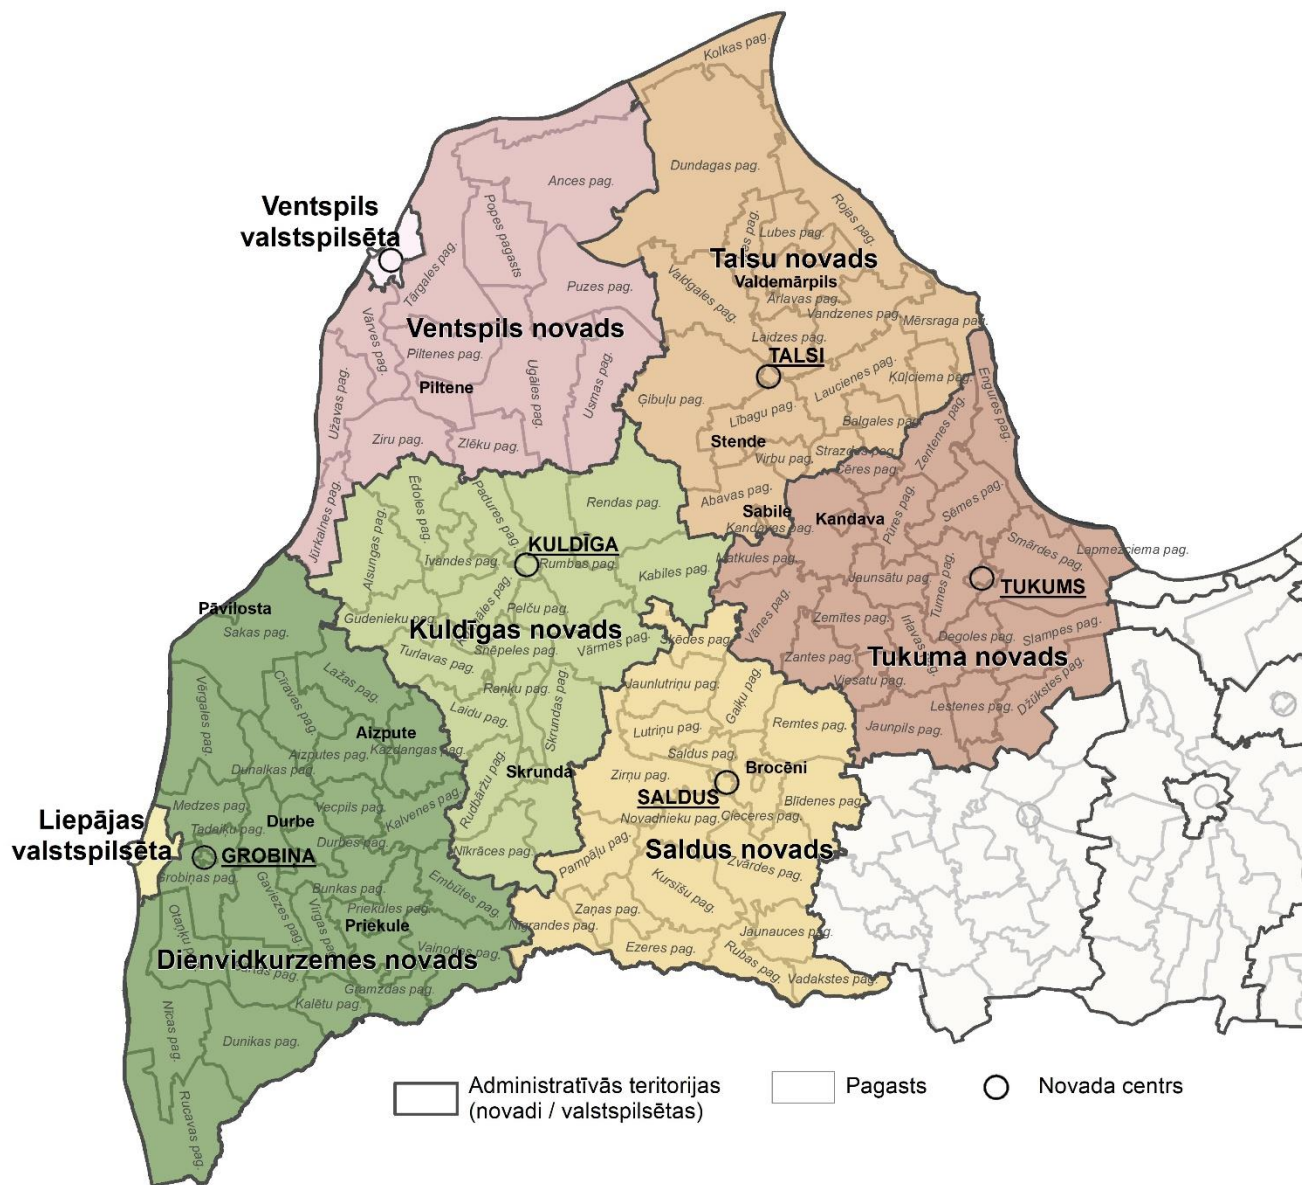 Kolkas pag.
Dundagas pag.
Ances pag.
Ventspils
valstspilsēta
Popes pagasts
Rojas pag.
Lubes pag.
Tārgales pag.
Talsu novads
Valdemārpils
Valdgales pag.
Puzes pag.
Ārlavas pag.
Vandzenes pag.
Mērsraga pag.
Vārves pag.
Ventspils novads
Laidzes pag.
TALSI
Piltenes pag.
Piltene
Ugāles pag.
Usmas pag.
Laucienes pag.
Ķūļciema pag.
Engures pag.
Užavas pag.
Ģibuļu pag.
Lībagu pag.
Balgales pag.
Zentenes pag.
Ziru pag.
Zlēku pag.
Stende
Virbu pag.
Strazdes pag.
Cēres pag.
Jūrkalnes pag.
Ēdoles pag.
Padures pag.
Rendas pag.
Abavas pag.
Sabile
Kandava
Kandavas pag.
Pūres pag.
Sēmes pag.
Smārdes pag.
Lapmežciema pag.
Alsungas pag.
KULDĪGA
Īvandes pag.
Rumbas pag.
Kabiles pag.
Matkules pag.
Jaunsātu pag.
Tumes pag.
TUKUMS
Pāvilosta
Sakas pag.
Gudenieku pag.
Pelču pag.
Kuldīgas novads
Vānes pag.
Zemītes pag.
Irlavas pag.
Degoles pag.
Slampes pag.
Turlavas pag.
Snēpeles pag.
Vārmes pag.
Šķēdes pag.
Zantes pag.
Tukuma novads
Vērgales pag.
Cīravas pag.
Lažas pag.
Ranku pag.
Jaunlutriņu pag.
Gaiķu pag.
Viesatu pag.
Džūkstes pag.
Laidu pag.
Skrundas pag.
Lutriņu pag.
Remtes pag.
Jaunpils pag.
Lestenes pag.
Aizpute
Aizputes pag.
Kazdangas pag.
Saldus pag.
Dunalkas pag.
Skrunda
Zirņu pag.
Brocēni
SALDUS
Blīdenes pag.
Medzes pag.
Vecpils pag.
Kalvenes pag.
Rudbāržu pag.
Novadnieku pag.
Cieceres pag.
Liepājas
valstspilsēta
Tadaiķu pag.
Durbe
Durbes pag.
GROBIŅA
Nīkrāces pag.
Saldus novads
Pampāļu pag.
Zvārdes pag.
Grobiņas pag.
Gaviezes pag.
Bunkas pag.
Embūtes pag.
Kursīšu pag.
Virgas pag.
Priekules pag.
Priekule
Zaņas pag.
Nīgrandes pag.
Jaunauces pag.
Vaiņodes pag.
Ezeres pag.
Rubas pag.
Dienvidkurzemes novads
Vadakstes pag.
Gramzdas pag.
Kalētu pag.
Nīcas pag.
Dunikas pag.
Rucavas pag.
Administratīvās teritorijas
(novadi / valstspilsētas)
Pagasts
Novada centrs